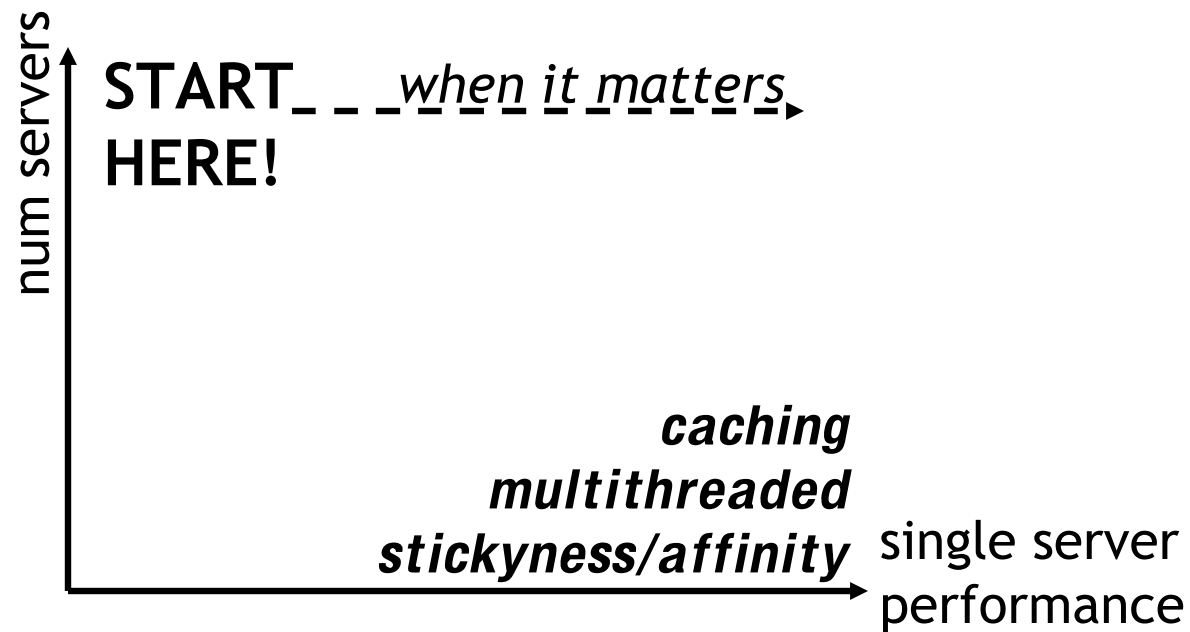 num servers
START when it matters
HERE!
caching
multithreaded
stickyness/affinity
single server
performance